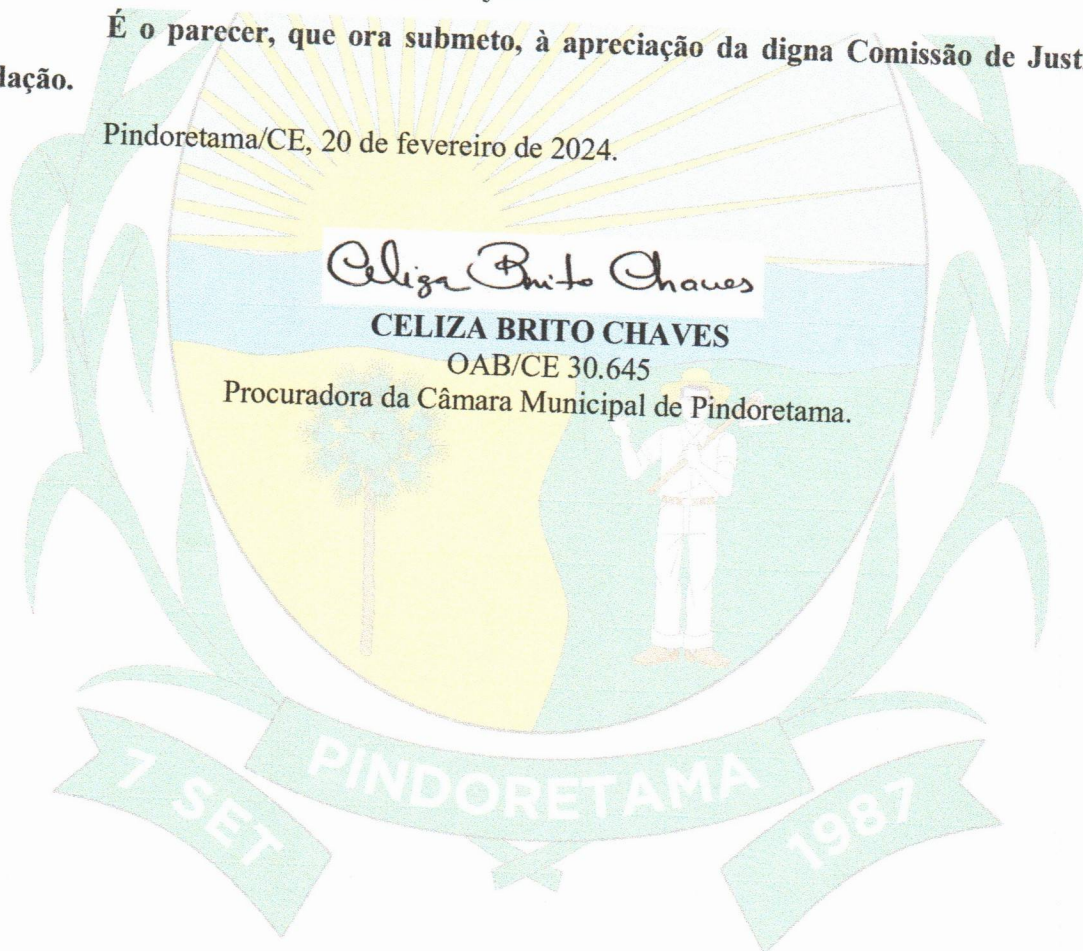 É o parecer, que ora submeto, à apreciação da digna Comissão de Just
lação.
Pindoretama/CE, 20 de fevereiro de 2024.
Celiza Brito Chaves
CELIZA BRITO CHAVES
OAB/CE 30.645
Procuradora da Câmara Municipal de Pindoretama.
7 SET
PINDORETAMA
1987